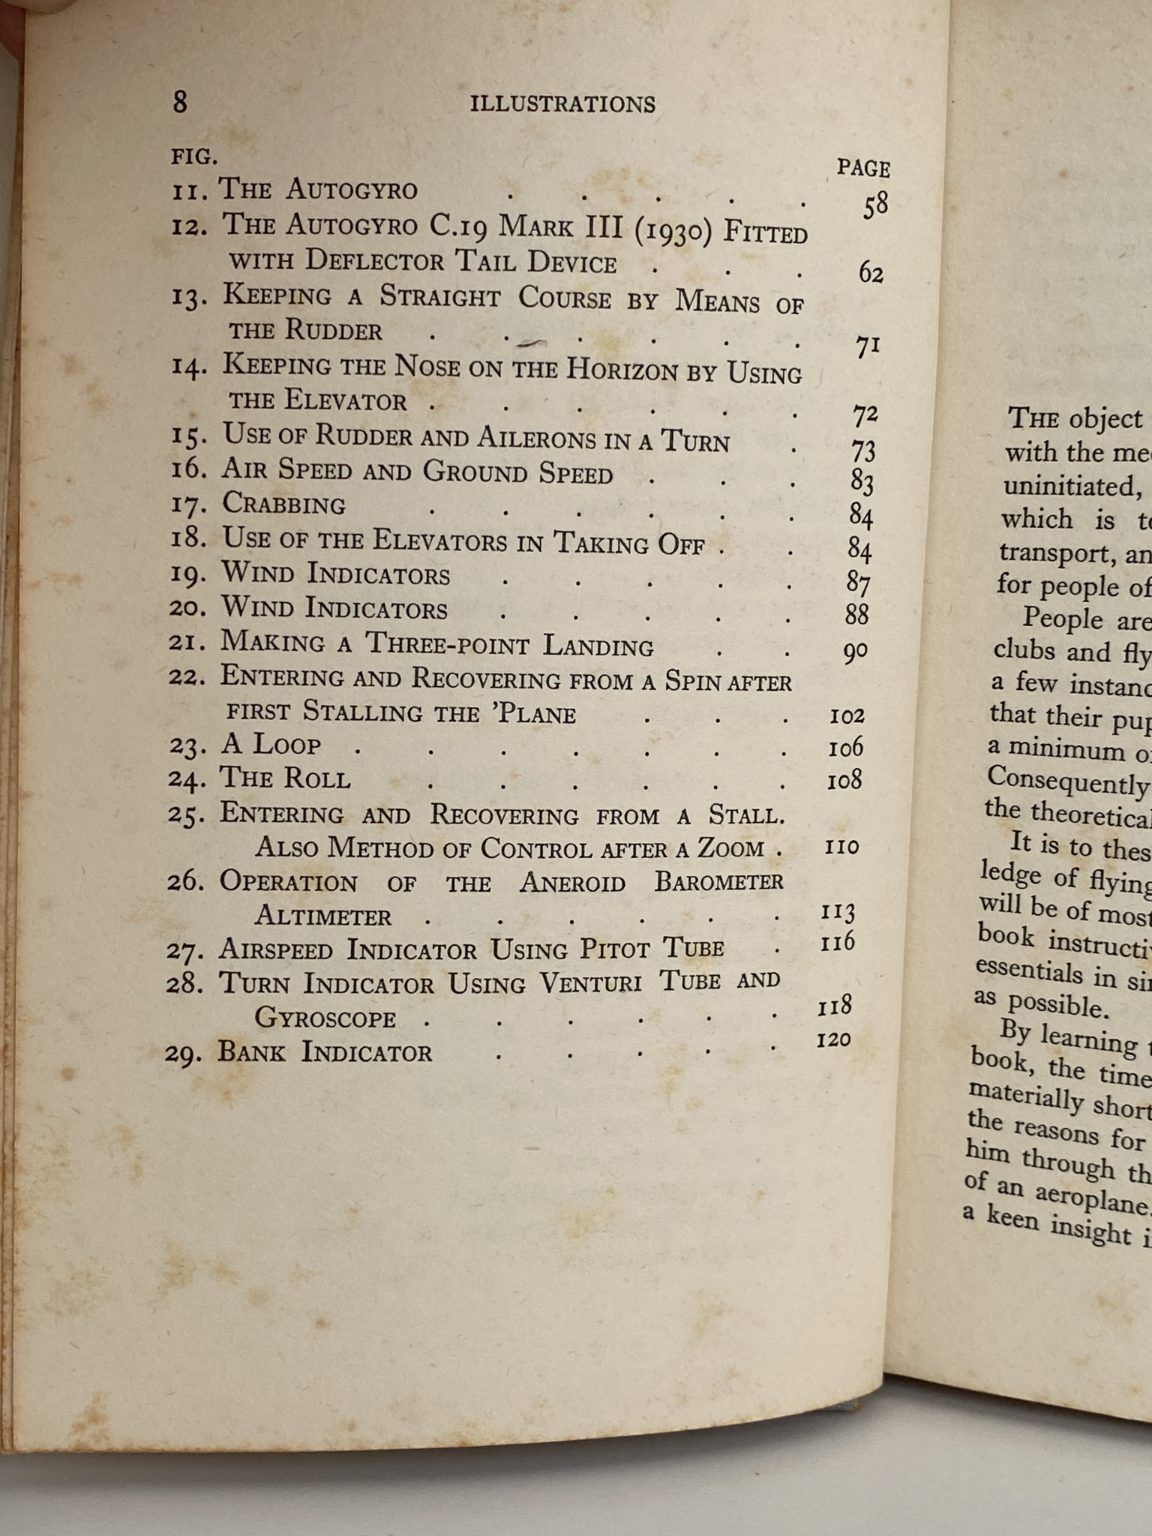 8 ILLUSTRATIONS
FIG. PAGE
11. THE AUTOGYRO . . . . . 58
12. THE AUTOGYRO C.19 MARK III (1930) FITTED
WITH DEFLECTOR TAIL DEVICE . . . 62
13. KEEPING A STRAIGHT COURSE BY MEANS OF
THE RUDDER . . . . . . 71
14. KEEPING THE NOSE ON THE HORIZON BY USING
THE ELEVATOR . . . . . . 72
15. USE OF RUDDER AND AILERONS IN A TURN . 73
16. AIR SPEED AND GROUND SPEED . . . 83
17. CRABBING . . . . . . 84
18. USE OF THE ELEVATORS IN TAKING OFF . . 84
19. WIND INDICATORS . . . . . 87
20. WIND INDICATORS . . . . . 88
21. MAKING A THREE-POINT LANDING . . 90
22. ENTERING AND RECOVERING FROM A SPIN AFTER
FIRST STALLING THE 'PLANE . . . 102
23. A LOOP . . . . . . . 106
24. THE ROLL . . . . . . 108
25. ENTERING AND RECOVERING FROM A STALL.
ALSO METHOD OF CONTROL AFTER A ZOOM . 110
26. OPERATION OF THE ANEROID BAROMETER
ALTIMETER . . . . . . 113
27. AIRSPEED INDICATOR USING PITOT TUBE . 116
28. TURN INDICATOR USING VENTURI TUBE AND
GYROSCOPE . . . . . . 118
29. BANK INDICATOR . . . . . 120
THE object
with the
uninitiated,
which is
transport,
for people of
People are
clubs and
a few
that their
a minimum
Consequently
the
It is to
ledge of
will be of
book
essentials in
as possible.
By learning
book, the time
materially
the reasons for
him through
of an aeroplane.
a keen insight